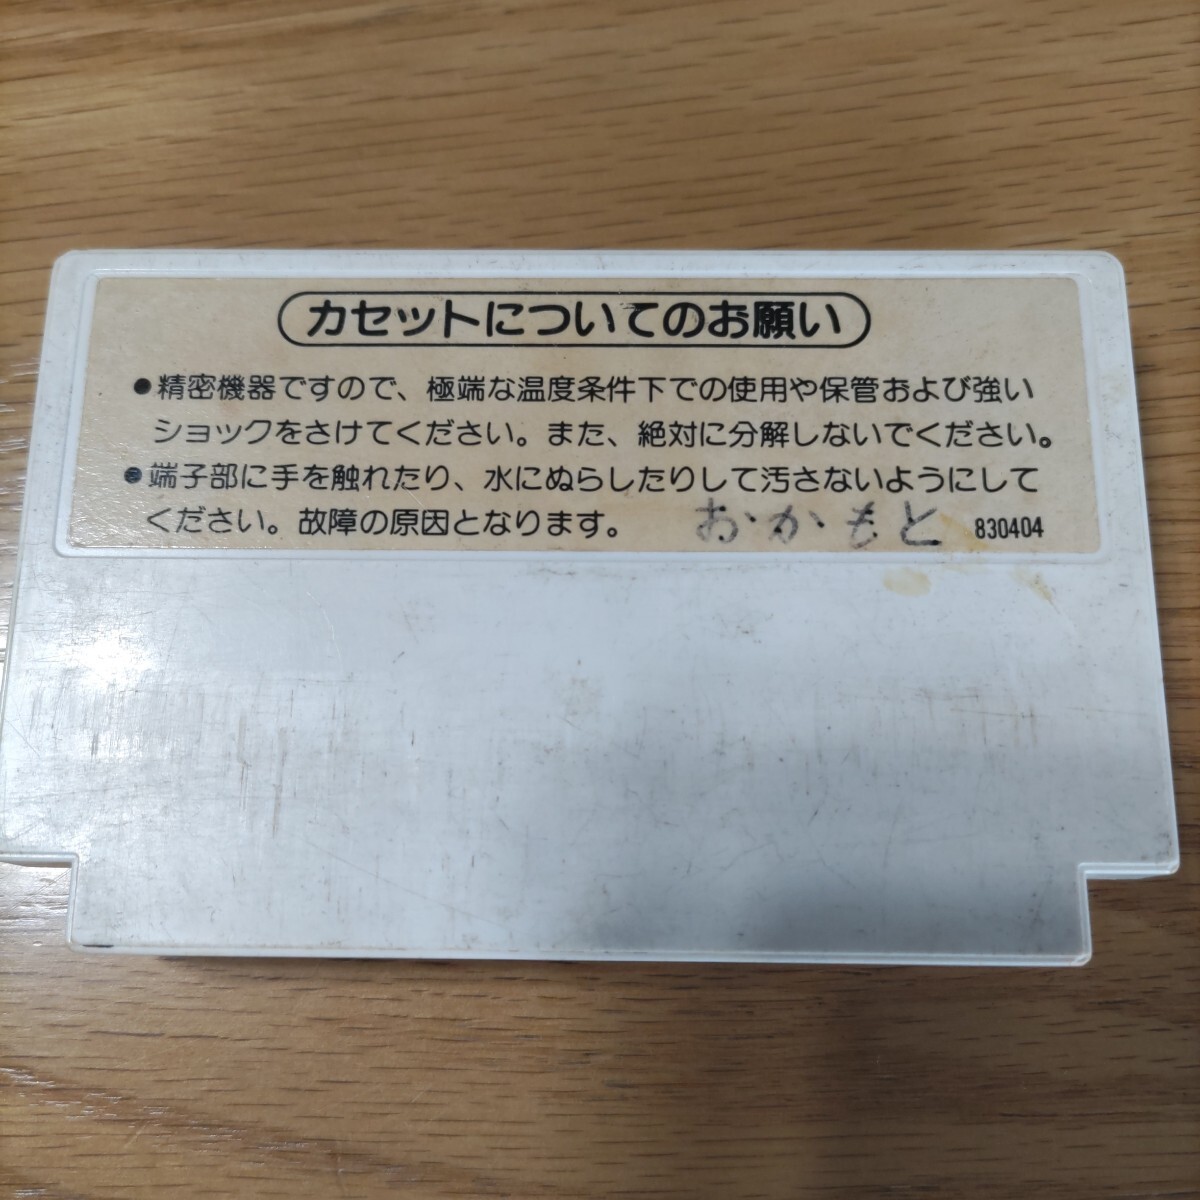 カセットについてのお願い
●精密機器ですので、極端な温度条件下での使用や保管および強い
ショックをさけてください。また、絶対に分解しないでください。
●端子部に手を触れたり、水にぬらしたりして汚さないようにして
ください。故障の原因となります。 おかもと 830404